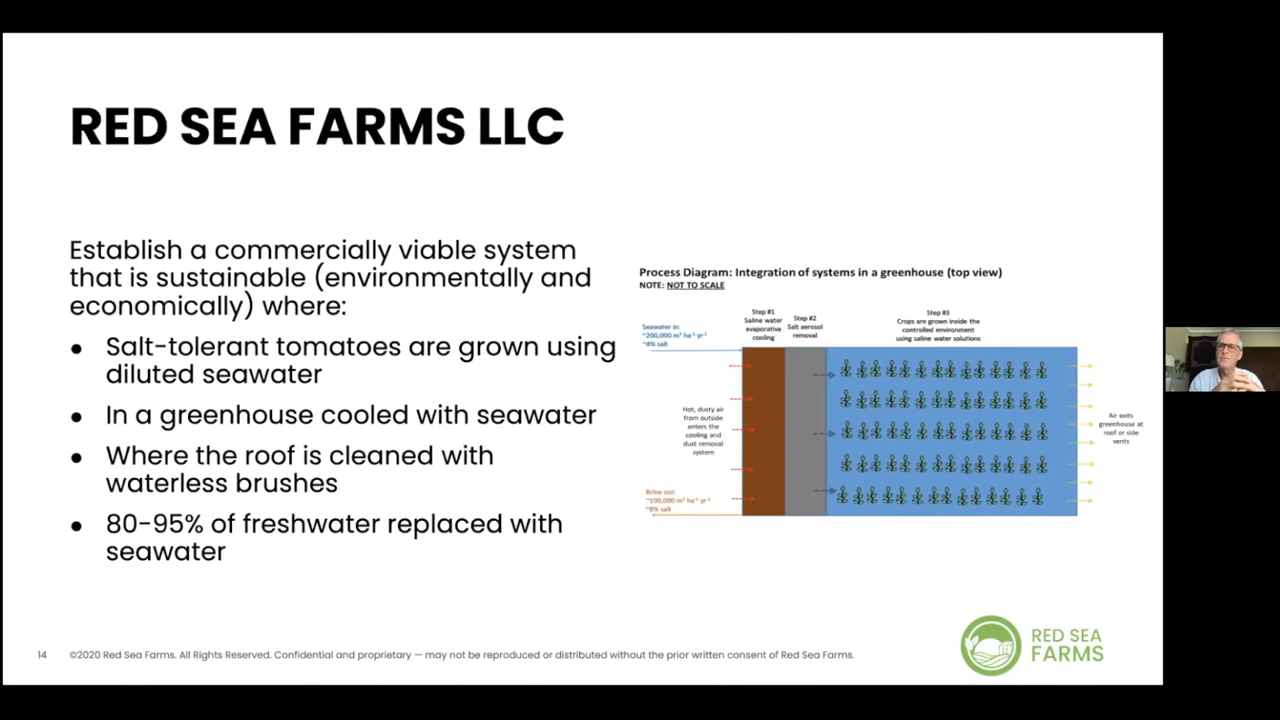 RED SEA FARMS LLC
Establish a commercially viable system
that is sustainable (environmentally and
economically) where:
● Salt-tolerant tomatoes are grown using
diluted seawater
● In a greenhouse cooled with seawater
● Where the roof is cleaned with
waterless brushes
● 80-95% of freshwater replaced with
seawater
Process Diagram: Integration of systems in a greenhouse (top view)
NOTE: NOT TO SCALE
Seawater in:
~200,000 m³ ha⁻¹ yr⁻¹
~4% salt
Step #1
Saline water
evaporative
cooling
Step #2
Salt aerosol
removal
Step #3
Crops are grown inside the
controlled environment
using saline water solutions
Hot, dusty air
from outside
enters the
cooling and
dust removal
system
Air exits
greenhouse at
roof or side
vents
Brine out:
~100,000 m³ ha⁻¹ yr⁻¹
~8% salt
14 ©2020 Red Sea Farms. All Rights Reserved. Confidential and proprietary — may not be reproduced or distributed without the prior written consent of Red Sea Farms.
RED SEA
FARMS